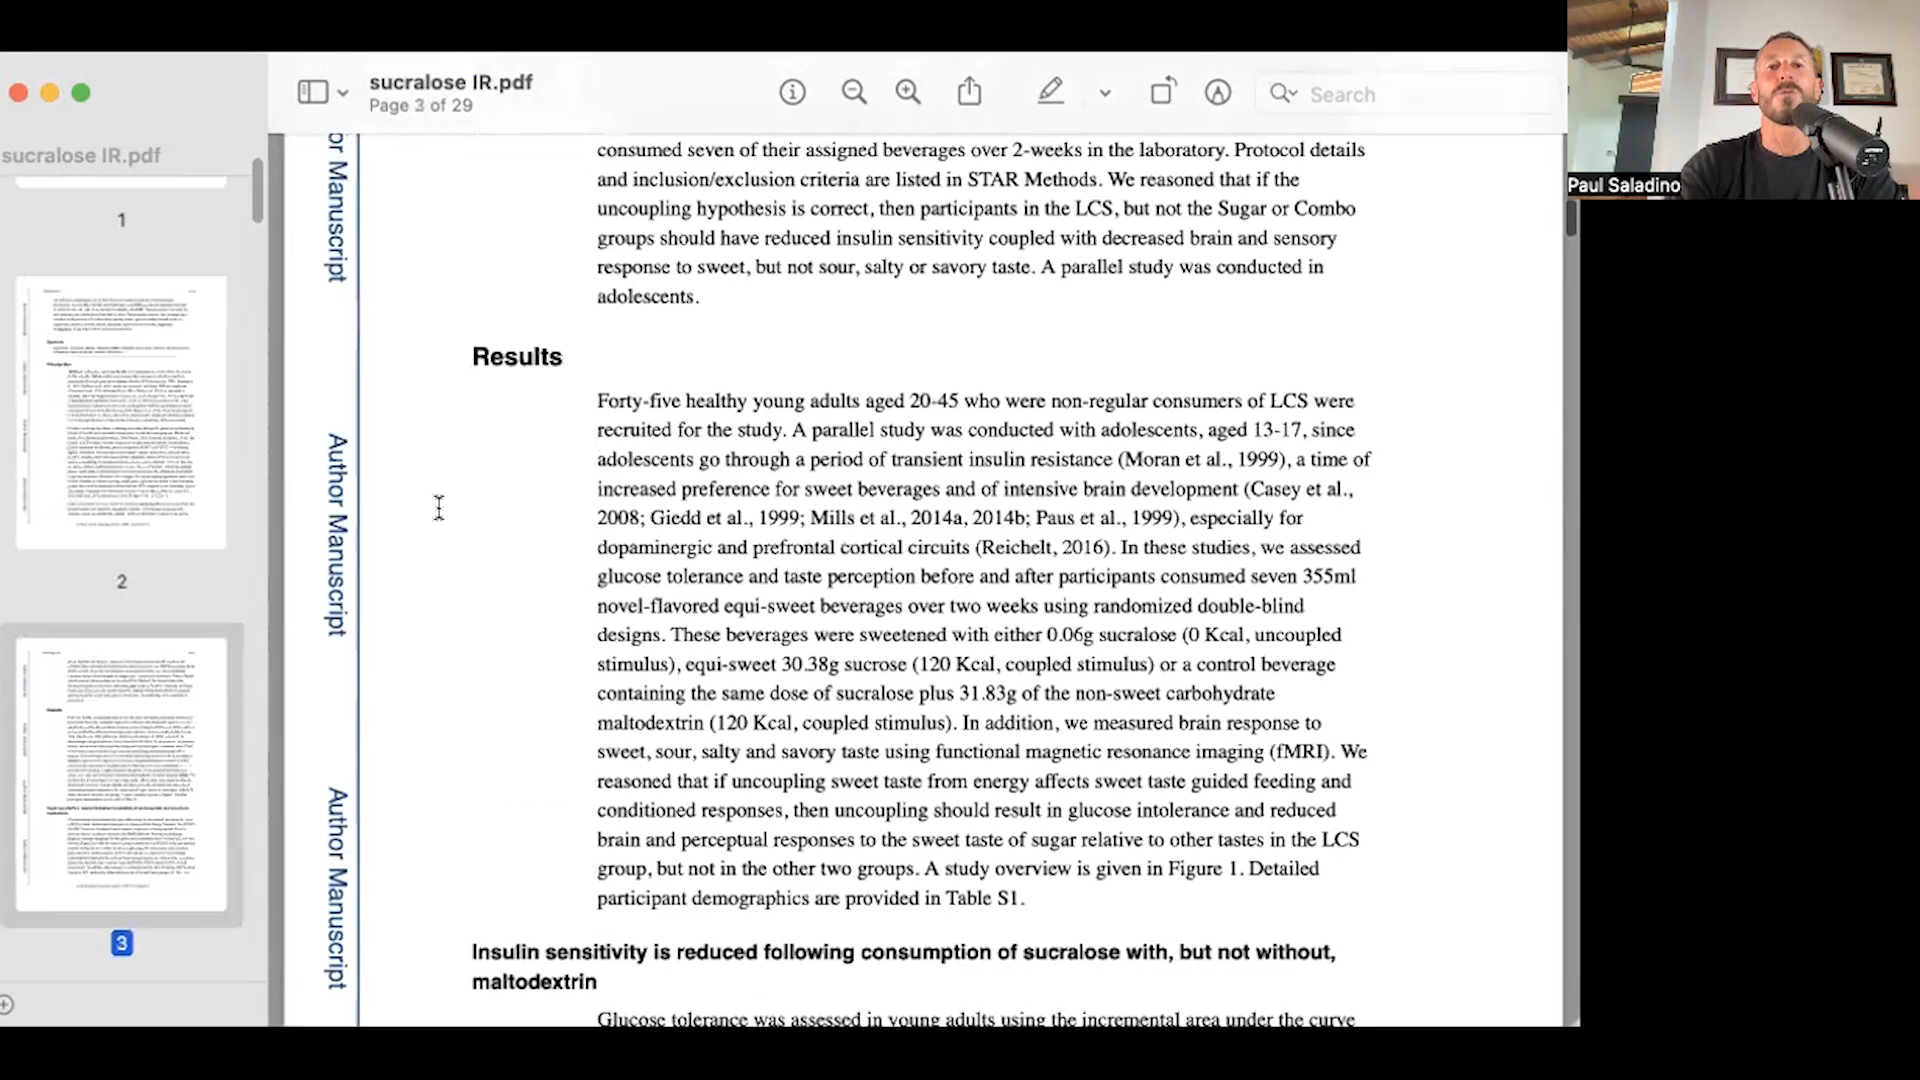 sucralose IR.pdf
Page 3 of 29
Search
Paul Saladino
sucralose IR.pdf
1
2
3
or Manuscript
Author Manuscript
Author Manuscript
consumed seven of their assigned beverages over 2-weeks in the laboratory. Protocol details
and inclusion/exclusion criteria are listed in STAR Methods. We reasoned that if the
uncoupling hypothesis is correct, then participants in the LCS, but not the Sugar or Combo
groups should have reduced insulin sensitivity coupled with decreased brain and sensory
response to sweet, but not sour, salty or savory taste. A parallel study was conducted in
adolescents.
Results
Forty-five healthy young adults aged 20-45 who were non-regular consumers of LCS were
recruited for the study. A parallel study was conducted with adolescents, aged 13-17, since
adolescents go through a period of transient insulin resistance (Moran et al., 1999), a time of
increased preference for sweet beverages and of intensive brain development (Casey et al.,
2008; Giedd et al., 1999; Mills et al., 2014a, 2014b; Paus et al., 1999), especially for
dopaminergic and prefrontal cortical circuits (Reichelt, 2016). In these studies, we assessed
glucose tolerance and taste perception before and after participants consumed seven 355ml
novel-flavored equi-sweet beverages over two weeks using randomized double-blind
designs. These beverages were sweetened with either 0.06g sucralose (0 Kcal, uncoupled
stimulus), equi-sweet 30.38g sucrose (120 Kcal, coupled stimulus) or a control beverage
containing the same dose of sucralose plus 31.83g of the non-sweet carbohydrate
maltodextrin (120 Kcal, coupled stimulus). In addition, we measured brain response to
sweet, sour, salty and savory taste using functional magnetic resonance imaging (fMRI). We
reasoned that if uncoupling sweet taste from energy affects sweet taste guided feeding and
conditioned responses, then uncoupling should result in glucose intolerance and reduced
brain and perceptual responses to the sweet taste of sugar relative to other tastes in the LCS
group, but not in the other two groups. A study overview is given in Figure 1. Detailed
participant demographics are provided in Table S1.
Insulin sensitivity is reduced following consumption of sucralose with, but not without,
maltodextrin
Glucose tolerance was assessed in young adults using the incremental area under the curve